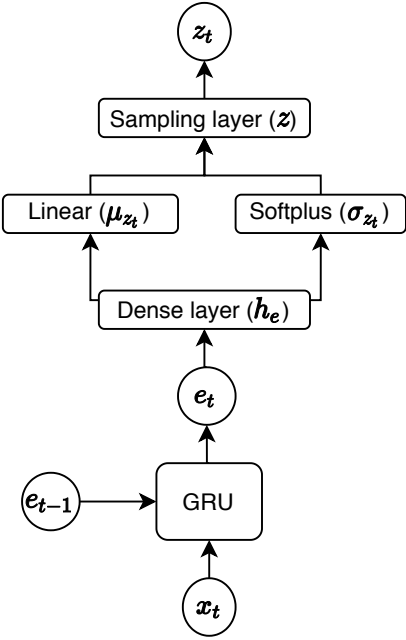 z_t
Sampling layer (z)
Linear (μ_{z_t})
Softplus (σ_{z_t})
Dense layer (h_e)
e_t
e_{t−1}
GRU
x_t